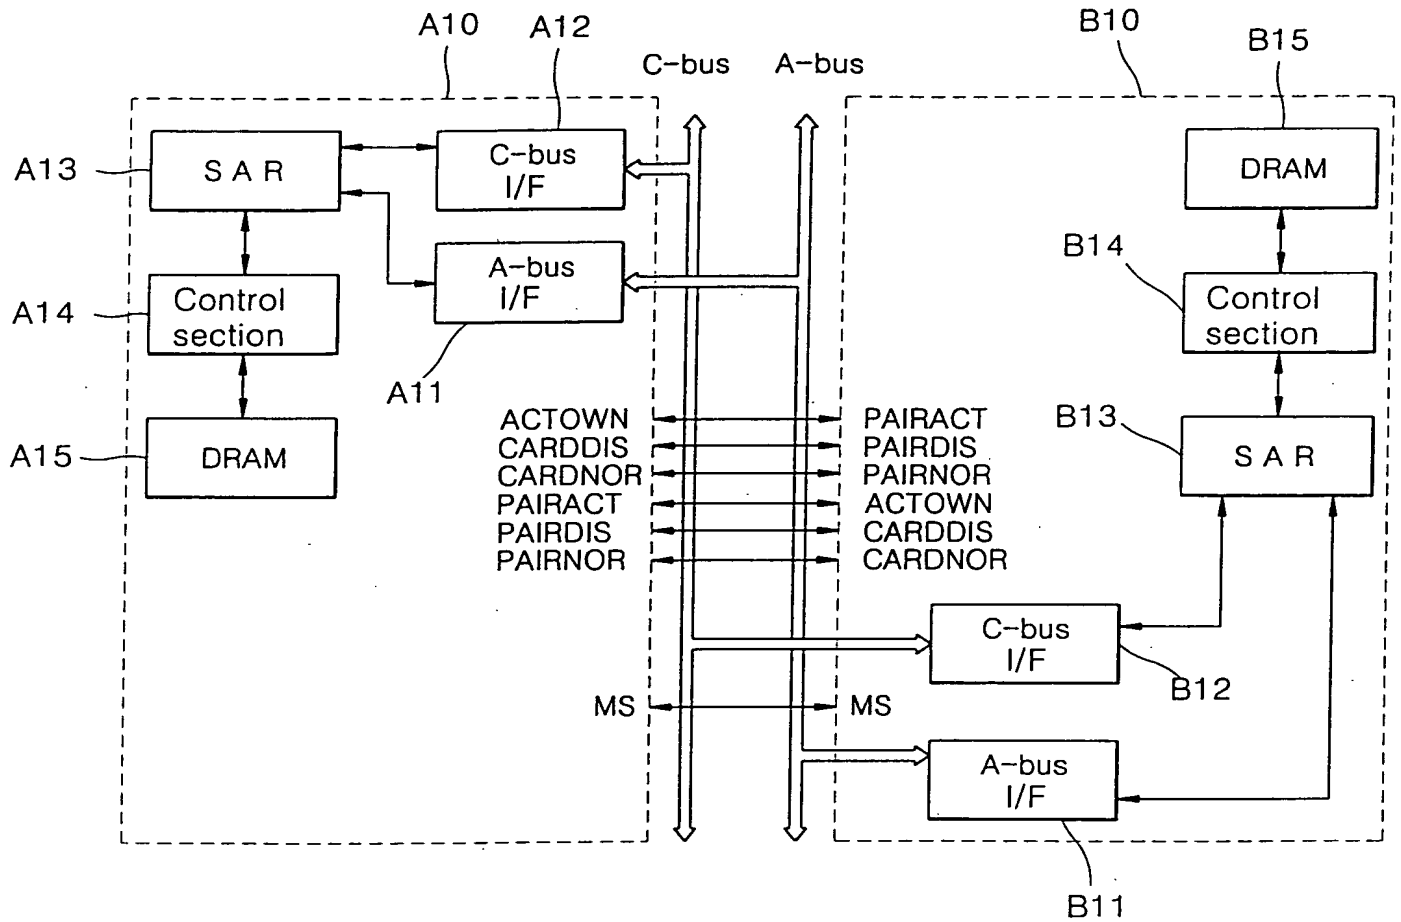 A10
A12
C-bus
A-bus
B10
B15
A13
S A R
C-bus
I/F
DRAM
A-bus
I/F
B14
A14
Control
section
Control
section
A11
ACTOWN
PAIRACT
B13
CARDDIS
PAIRDIS
A15
DRAM
CARDNOR
PAIRNOR
S A R
PAIRACT
ACTOWN
PAIRDIS
CARDDIS
PAIRNOR
CARDNOR
C-bus
I/F
B12
MS
MS
A-bus
I/F
B11